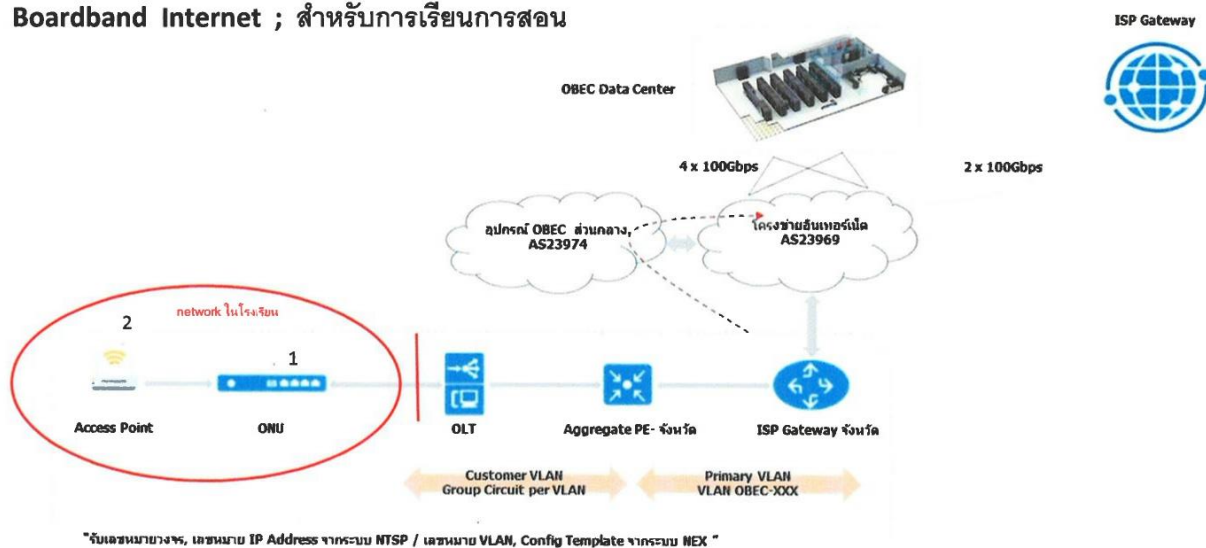 Boardband Internet ; สำหรับการเรียนการสอน
ISP Gateway
OBEC Data Center
4 x 100Gbps
2 x 100Gbps
อุปกรณ์ OBEC ส่วนกลาง,
AS23974
โครงข่ายอินเทอร์เน็ต
AS23969
network ในโรงเรียน
2
1
Access Point
ONU
OLT
Aggregate PE- จังหวัด
ISP Gateway จังหวัด
Customer VLAN
Group Circuit per VLAN
Primary VLAN
VLAN OBEC-XXX
"รับเลขหมายวงจร, เลขหมาย IP Address จากระบบ NTSP / เลขหมาย VLAN, Config Template จากระบบ NEX "